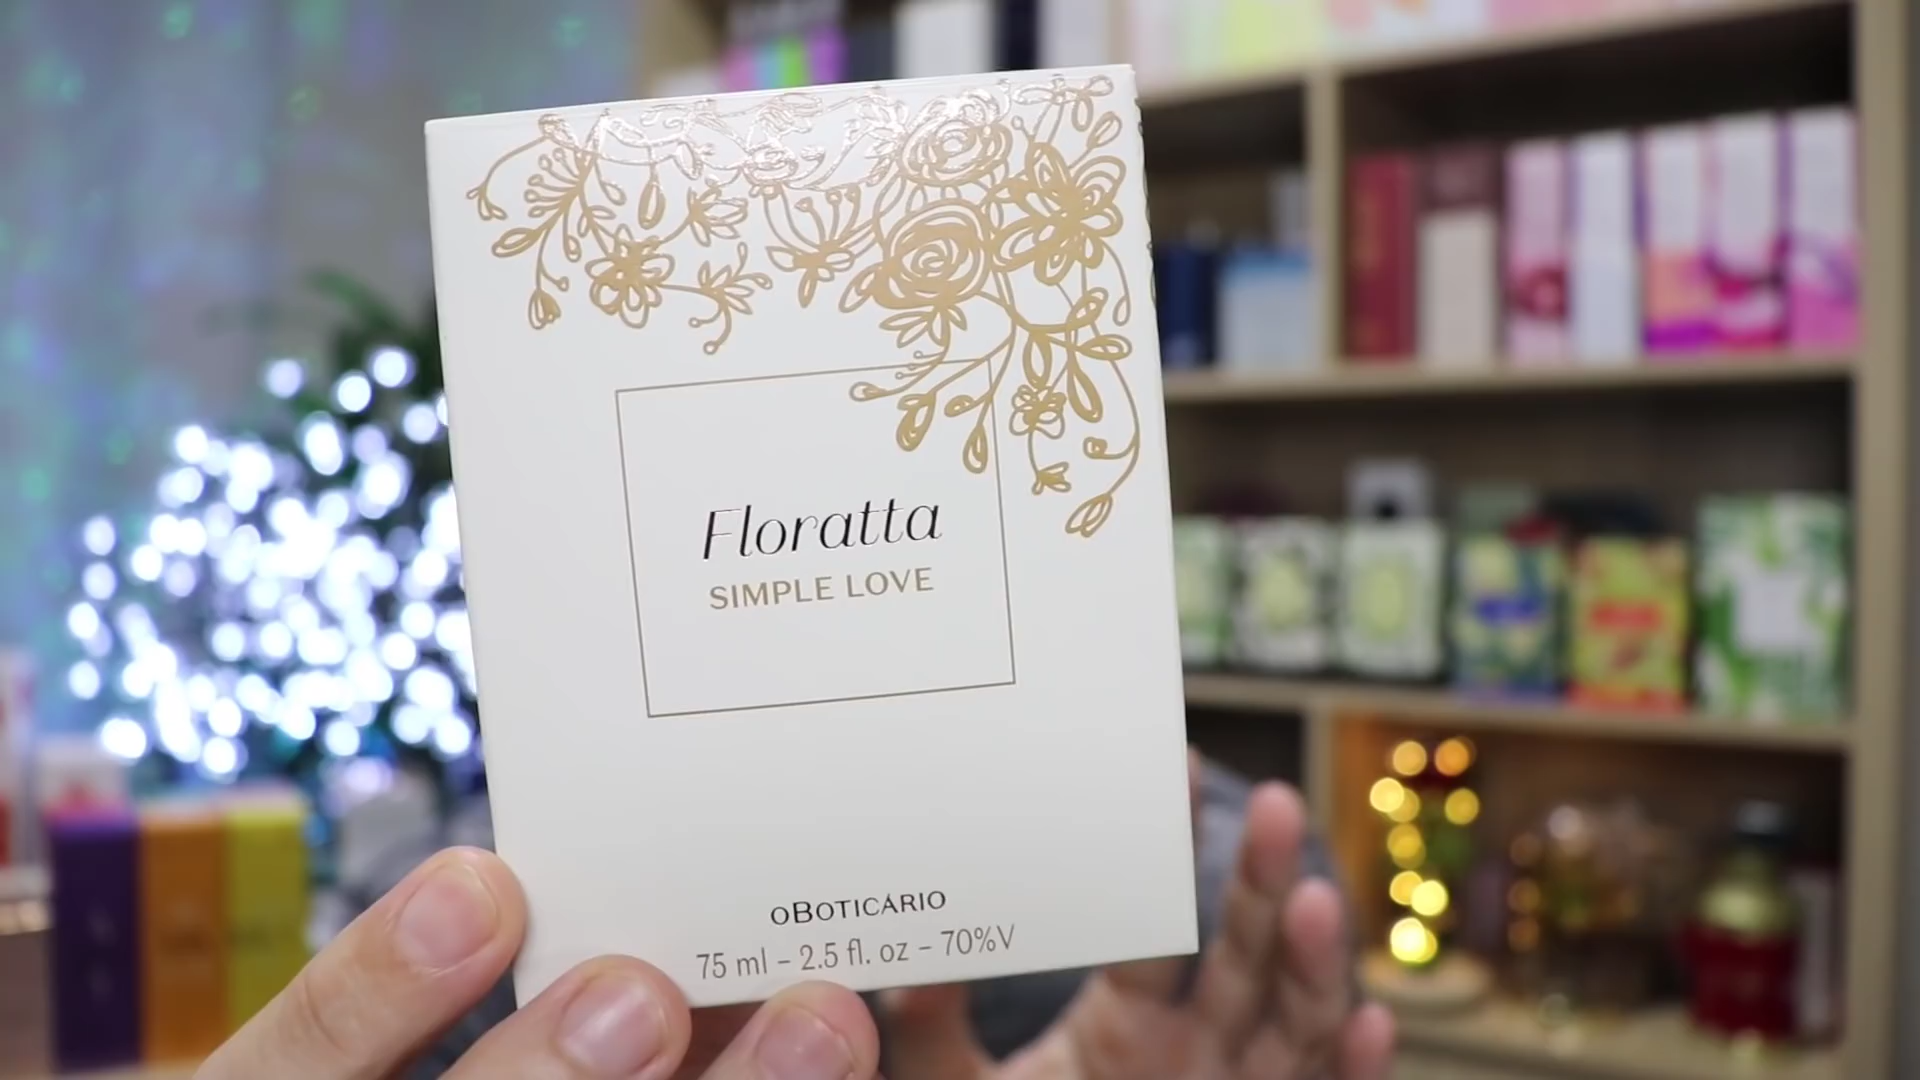 Floratta
SIMPLE LOVE
oBOTICÁRIO
75 ml – 2.5 fl. oz – 70%V